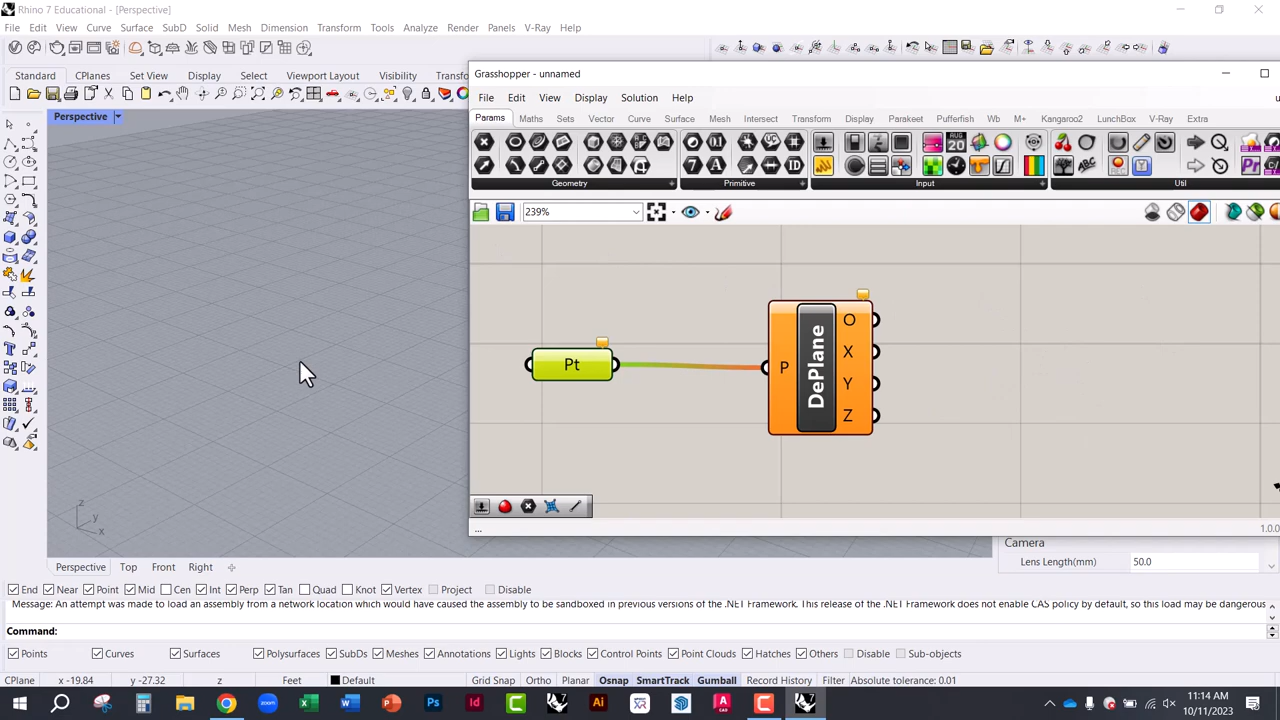 Rhino 7 Educational - [Perspective]
File Edit View Curve Surface SubD Solid Mesh Dimension Transform Tools Analyze Render Panels V-Ray Help
Standard CPlanes Set View Display Select Viewport Layout Visibility Transfo
Perspective
Grasshopper - unnamed
File Edit View Display Solution Help
Params Maths Sets Vector Curve Surface Mesh Intersect Transform Display Parakeet Pufferfish Wb M+ Kangaroo2 LunchBox V-Ray Extra
Geometry Primitive Input Util
239%
Pt
P DePlane O X Y Z
...
1.0.0
z
y
x
Perspective Top Front Right
Camera
Lens Length(mm) 50.0
End Near Point Mid Cen Int Perp Tan Quad Knot Vertex Project Disable
Message: An attempt was made to load an assembly from a network location which would have caused the assembly to be sandboxed in previous versions of the .NET Framework. This release of the .NET Framework does not enable CAS policy by default, so this load may be dangerous
Command:
Points Curves Surfaces Polysurfaces SubDs Meshes Annotations Lights Blocks Control Points Point Clouds Hatches Others Disable Sub-objects
CPlane x -19.84 y -27.32 z Feet Default Grid Snap Ortho Planar Osnap SmartTrack Gumball Record History Filter Absolute tolerance: 0.01
11:14 AM
10/11/2023